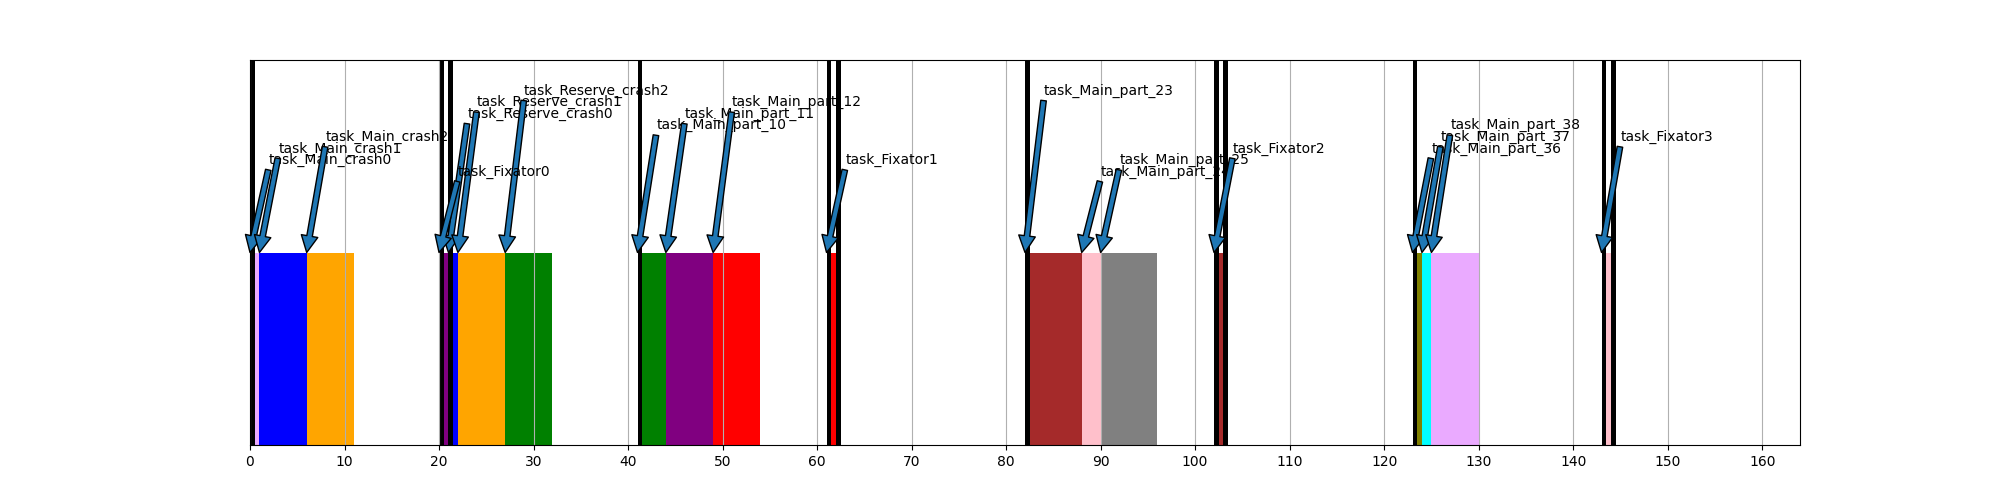 task_Reserve_crash2
task_Main_part_23
task_Reserve_crash1
task_Main_part_12
task_Reserve_crash0
task_Main_part_11
task_Main_part_10
task_Main_part_38
task_Main_crash2
task_Main_part_37
task_Fixator3
task_Main_crash1
task_Fixator2
task_Main_part_36
task_Main_crash0
task_Fixator1
task_Main_part_25
task_Fixator0
0 10 20 30 40 50 60 70 80 90 100 110 120 130 140 150 160